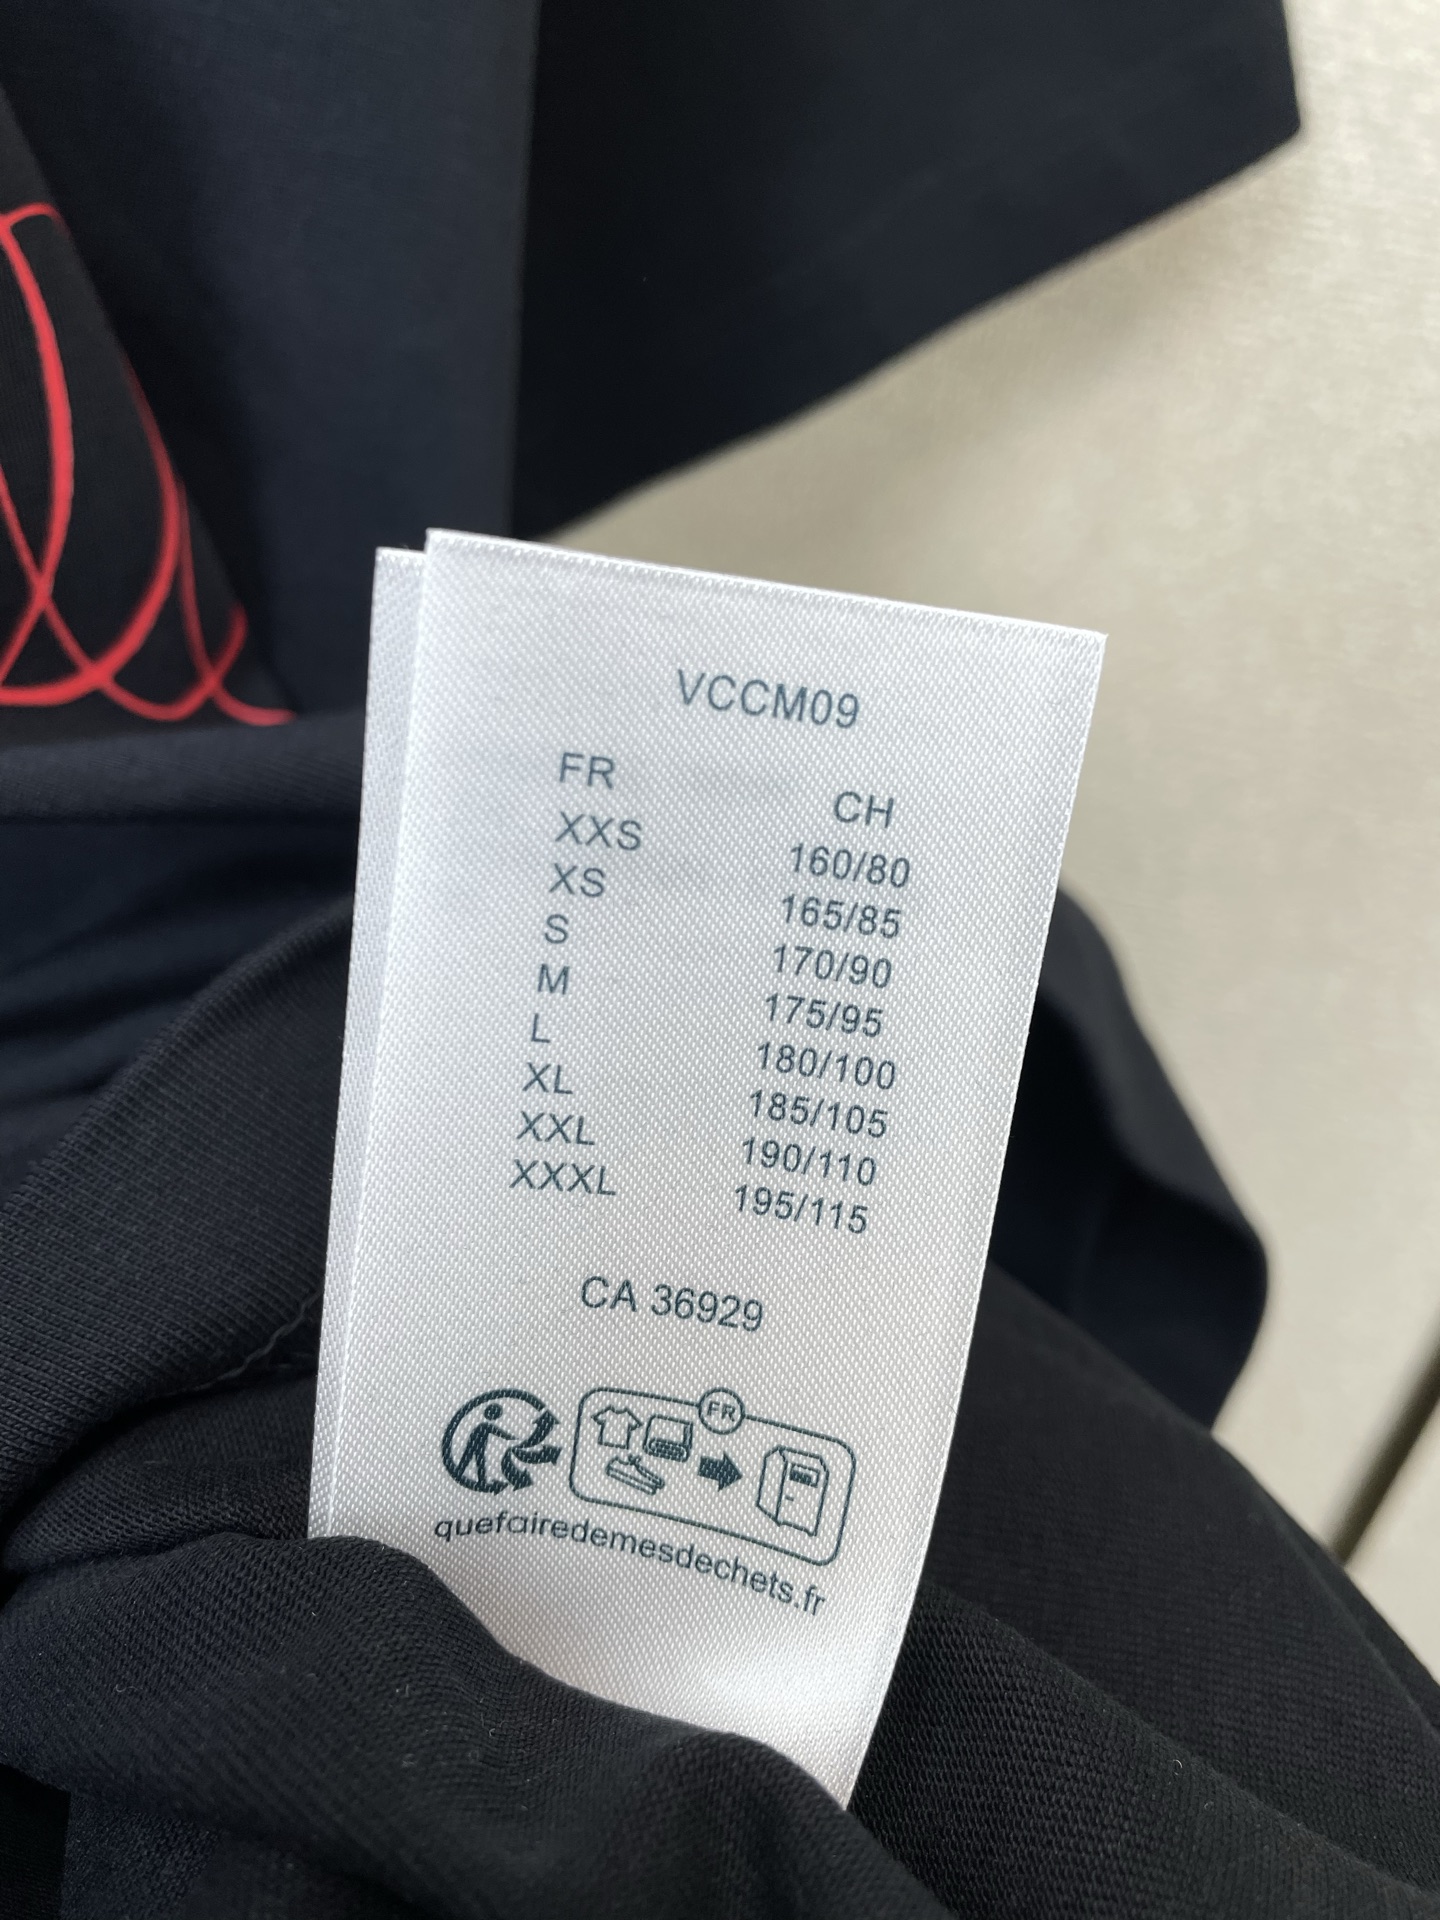 VCCM09
FR CH
XXS 160/80
XS 165/85
S 170/90
M 175/95
L 180/100
XL 185/105
XXL 190/110
XXXL 195/115
CA 36929
FR
quefairedemesdechets.fr